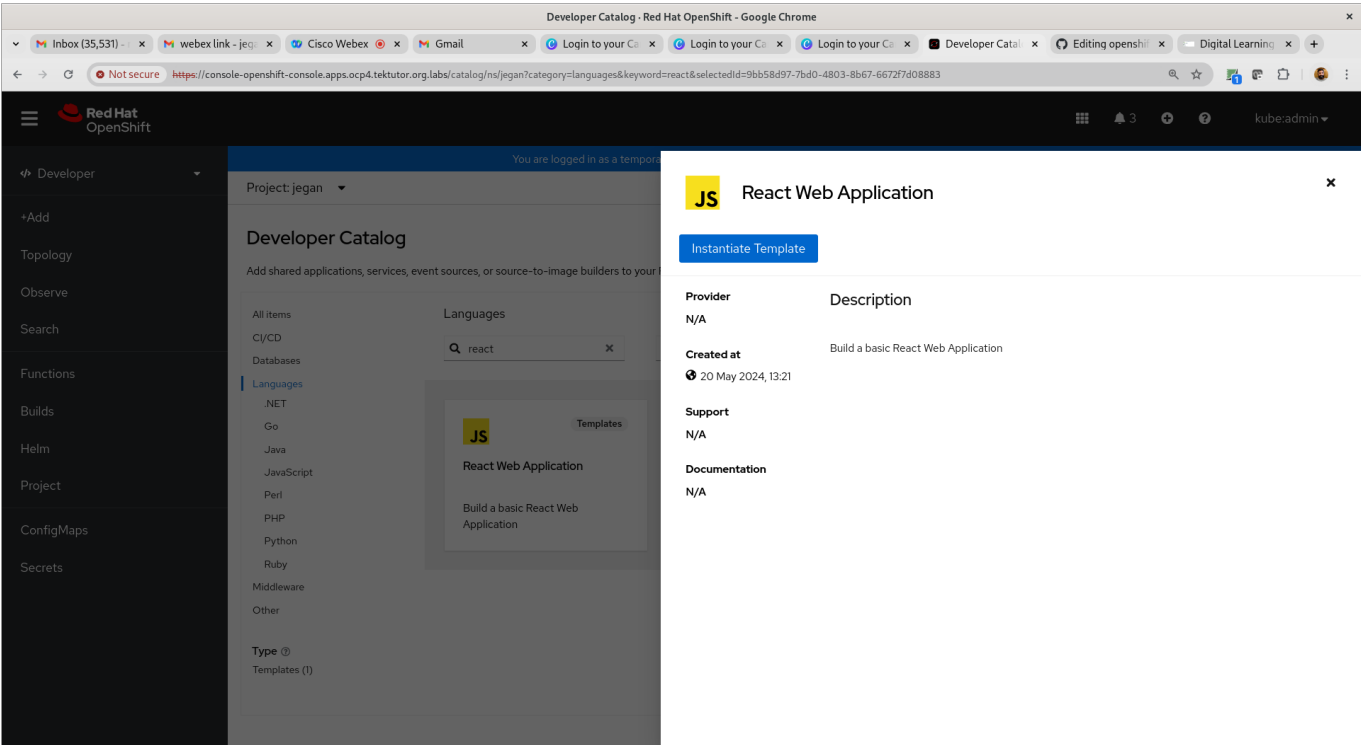 Developer Catalog · Red Hat OpenShift - Google Chrome
Inbox (35,531) - webex link - jega Cisco Webex Gmail Login to your Ca Login to your Ca Login to your Ca Developer Catal Editing openshif Digital Learning
Not secure https://console-openshift-console.apps.ocp4.tektutor.org.labs/catalog/ns/jegan?category=languages&keyword=react&selectedId=9bb58d97-7bd0-4803-8b67-6672f7d08883
1
Red Hat
OpenShift
3
kube:admin
You are logged in as a tempora
Developer
+Add
Topology
Observe
Search
Functions
Builds
Helm
Project
ConfigMaps
Secrets
Project: jegan
Developer Catalog
Add shared applications, services, event sources, or source-to-image builders to your
All items
CI/CD
Databases
Languages
.NET
Go
Java
JavaScript
Perl
PHP
Python
Ruby
Middleware
Other
Type
Templates (1)
Languages
react
JS
Templates
React Web Application
Build a basic React Web
Application
JS
React Web Application
Instantiate Template
Provider
N/A
Created at
20 May 2024, 13:21
Support
N/A
Documentation
N/A
Description
Build a basic React Web Application